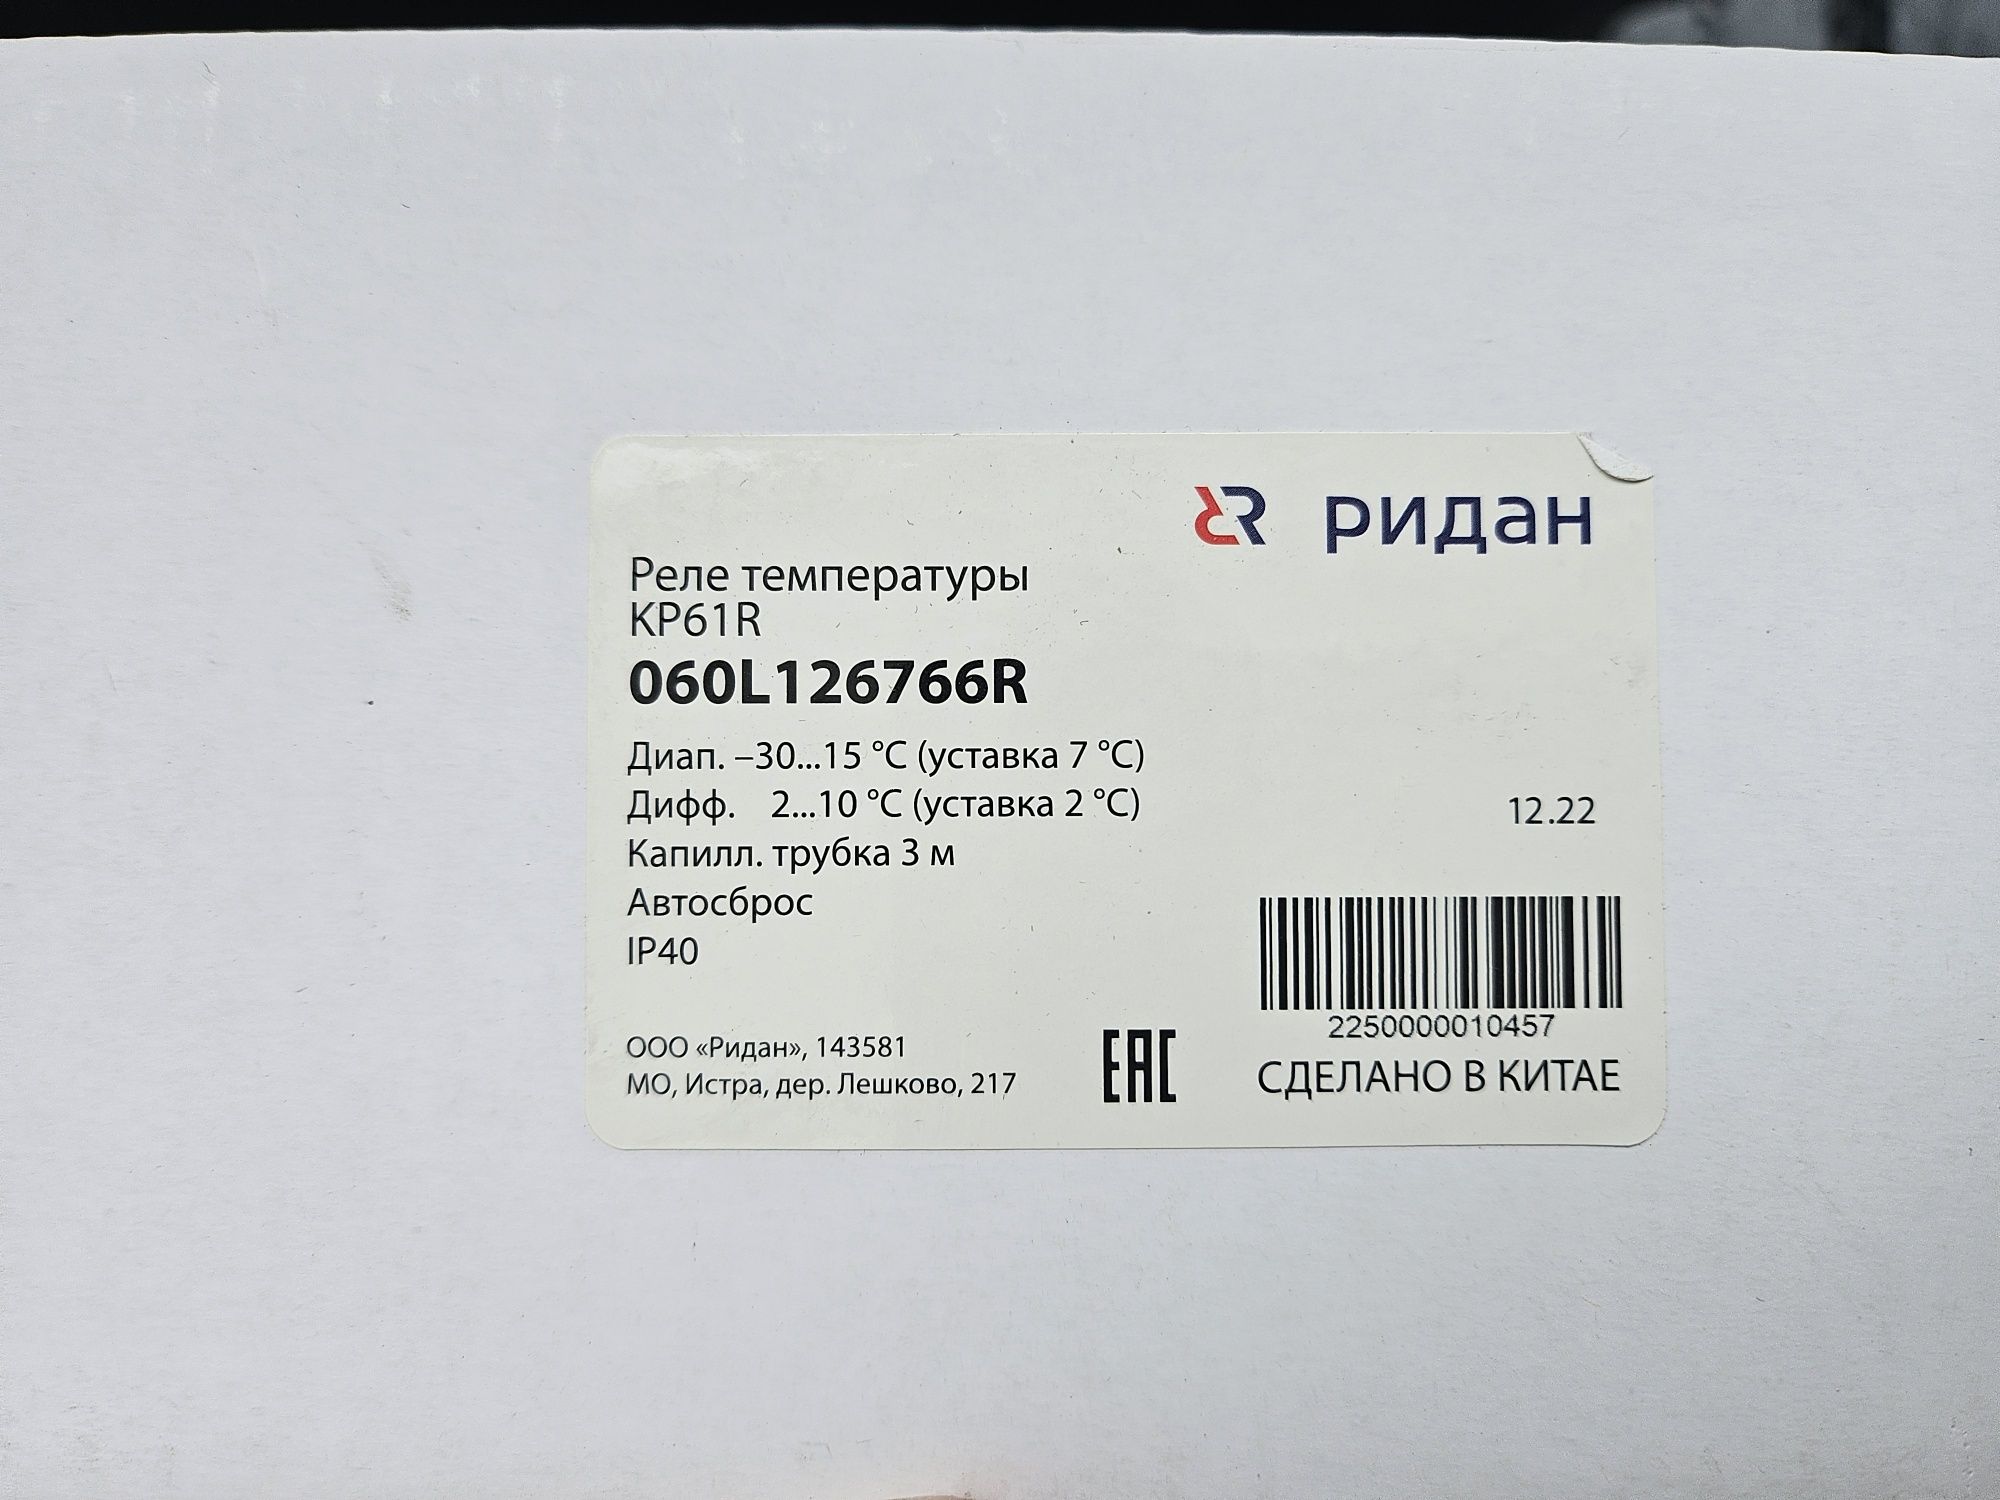 ридан
Реле температуры
KP61R
060L126766R
Диап. –30...15 °C (уставка 7 °C)
Дифф. 2...10 °C (уставка 2 °C)
12.22
Капилл. трубка 3 м
Автосброс
IP40
2250000010457
ООО «Ридан», 143581
МО, Истра, дер. Лешково, 217
EAC
СДЕЛАНО В КИТАЕ